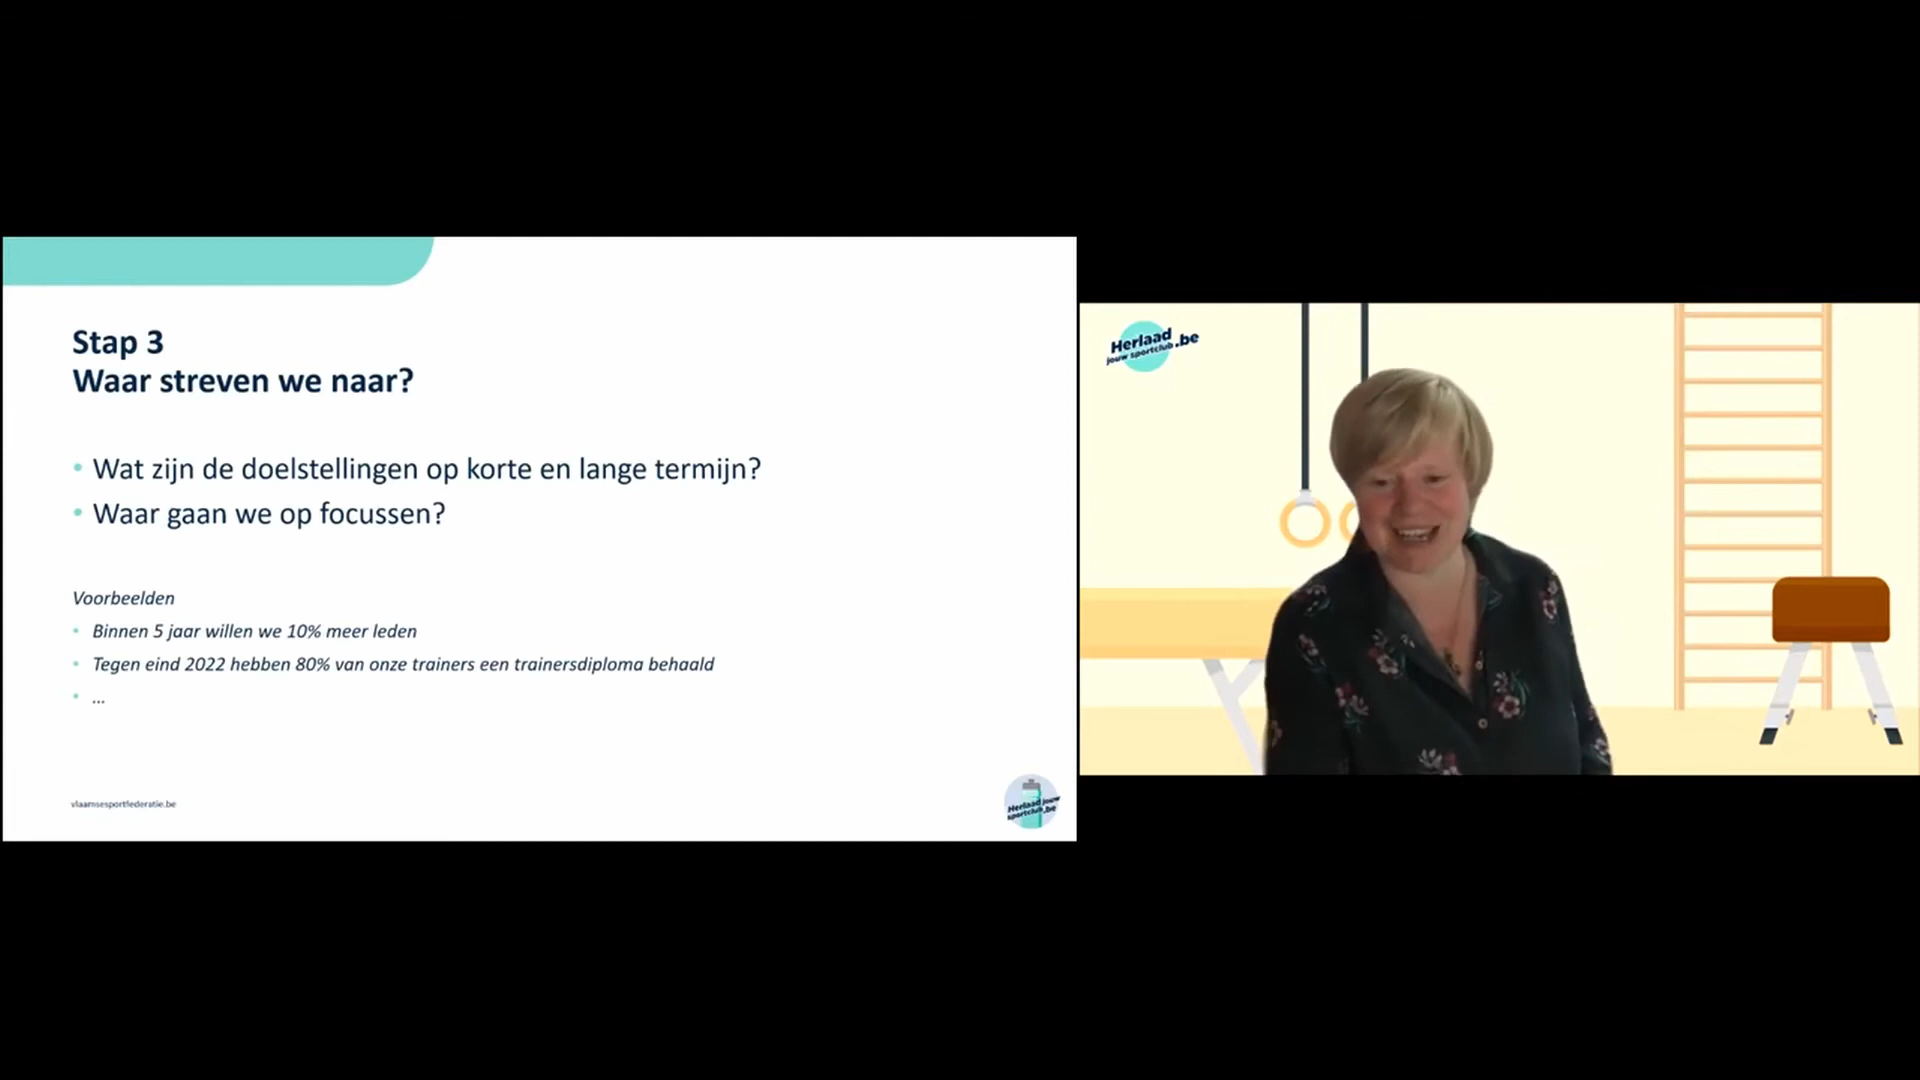 Stap 3
Waar streven we naar?
• Wat zijn de doelstellingen op korte en lange termijn?
• Waar gaan we op focussen?
Voorbeelden
• Binnen 5 jaar willen we 10% meer leden
• Tegen eind 2022 hebben 80% van onze trainers een trainersdiploma behaald
• ...
vlaamsesportfederatie.be
Herlaad jouw
sportclub.be
Herlaad
jouw sportclub.be